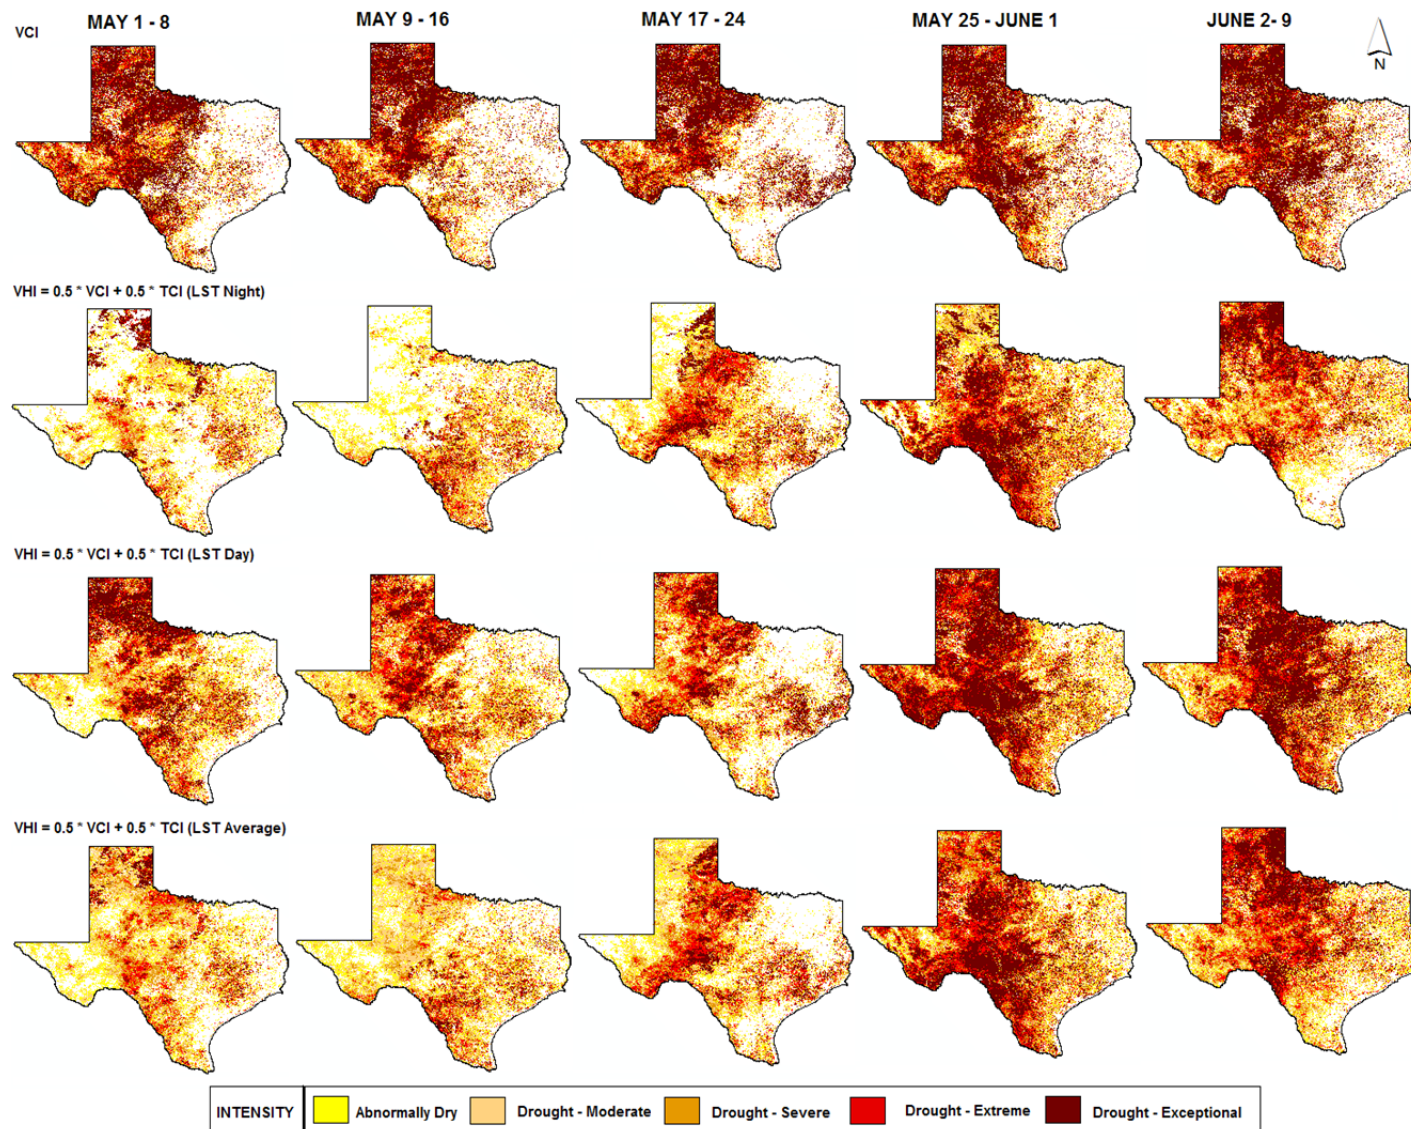 VCI
MAY 1 - 8
MAY 9 - 16
MAY 17 - 24
MAY 25 - JUNE 1
JUNE 2- 9
N
VHI = 0.5 * VCI + 0.5 * TCI (LST Night)
VHI = 0.5 * VCI + 0.5 * TCI (LST Day)
VHI = 0.5 * VCI + 0.5 * TCI (LST Average)
INTENSITY
Abnormally Dry
Drought - Moderate
Drought - Severe
Drought - Extreme
Drought - Exceptional